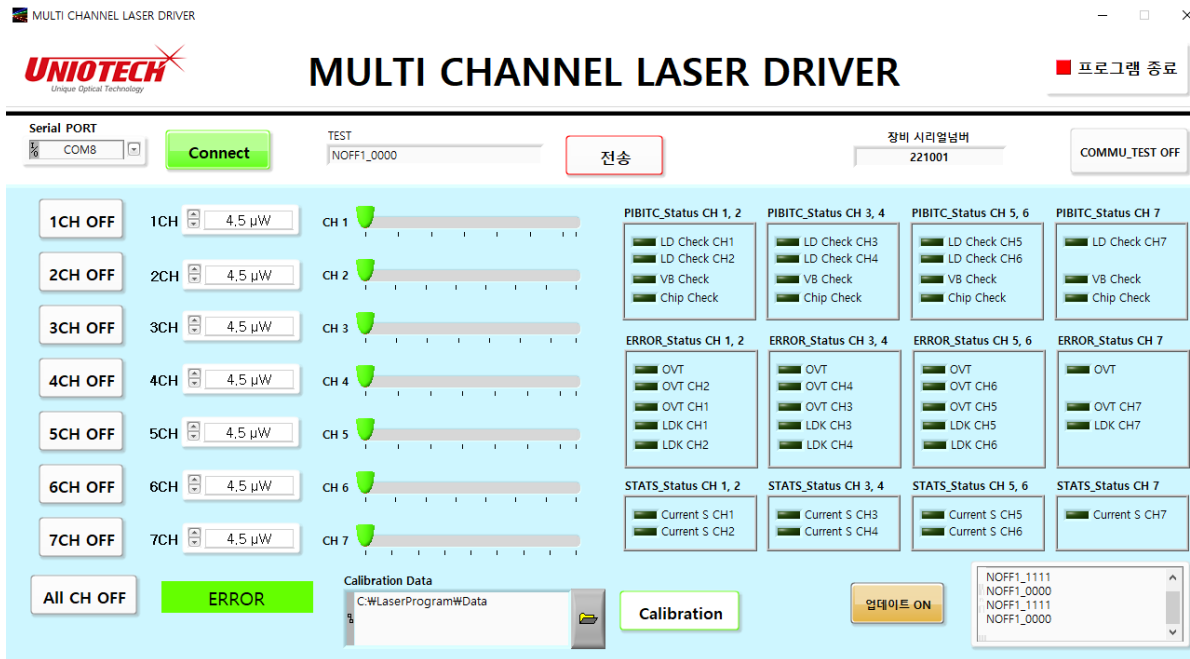 MULTI CHANNEL LASER DRIVER
UNIOTECH
Unique Optical Technology
MULTI CHANNEL LASER DRIVER
프로그램 종료
Serial PORT
COM8
Connect
TEST
NOFF1_0000
전송
장비 시리얼넘버
221001
COMMU_TEST OFF
1CH OFF 1CH 4.5 μW CH 1
2CH OFF 2CH 4.5 μW CH 2
3CH OFF 3CH 4.5 μW CH 3
4CH OFF 4CH 4.5 μW CH 4
5CH OFF 5CH 4.5 μW CH 5
6CH OFF 6CH 4.5 μW CH 6
7CH OFF 7CH 4.5 μW CH 7
PIBITC_Status CH 1, 2
LD Check CH1
LD Check CH2
VB Check
Chip Check
PIBITC_Status CH 3, 4
LD Check CH3
LD Check CH4
VB Check
Chip Check
PIBITC_Status CH 5, 6
LD Check CH5
LD Check CH6
VB Check
Chip Check
PIBITC_Status CH 7
LD Check CH7
VB Check
Chip Check
ERROR_Status CH 1, 2
OVT
OVT CH2
OVT CH1
LDK CH1
LDK CH2
ERROR_Status CH 3, 4
OVT
OVT CH4
OVT CH3
LDK CH3
LDK CH4
ERROR_Status CH 5, 6
OVT
OVT CH6
OVT CH5
LDK CH5
LDK CH6
ERROR_Status CH 7
OVT
OVT CH7
LDK CH7
STATS_Status CH 1, 2
Current S CH1
Current S CH2
STATS_Status CH 3, 4
Current S CH3
Current S CH4
STATS_Status CH 5, 6
Current S CH5
Current S CH6
STATS_Status CH 7
Current S CH7
All CH OFF
ERROR
Calibration Data
C:₩LaserProgram₩Data
Calibration
업데이트 ON
NOFF1_1111
NOFF1_0000
NOFF1_1111
NOFF1_0000